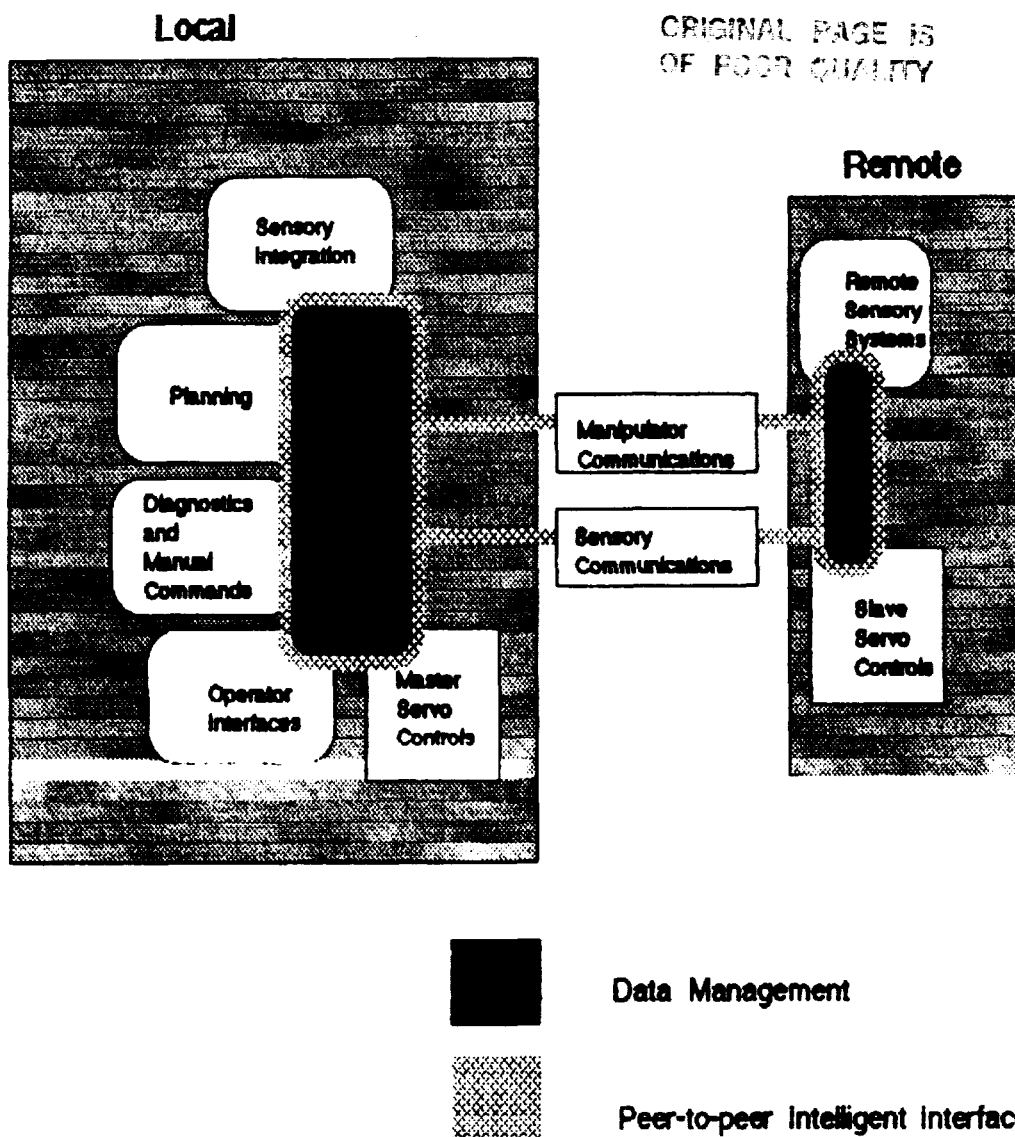 Local
CRIGINAL PAGE IS
OF POOR QUALITY
Remote
Sensory
Integration
Remote
Sensory
Systems
Planning
Manipulator
Communications
Diagnostics
and
Manual
Commands
Sensory
Communications
Slave
Servo
Controls
Operator
Interfaces
Master
Servo
Controls
Data Management
Peer-to-peer Intelligent Interfac